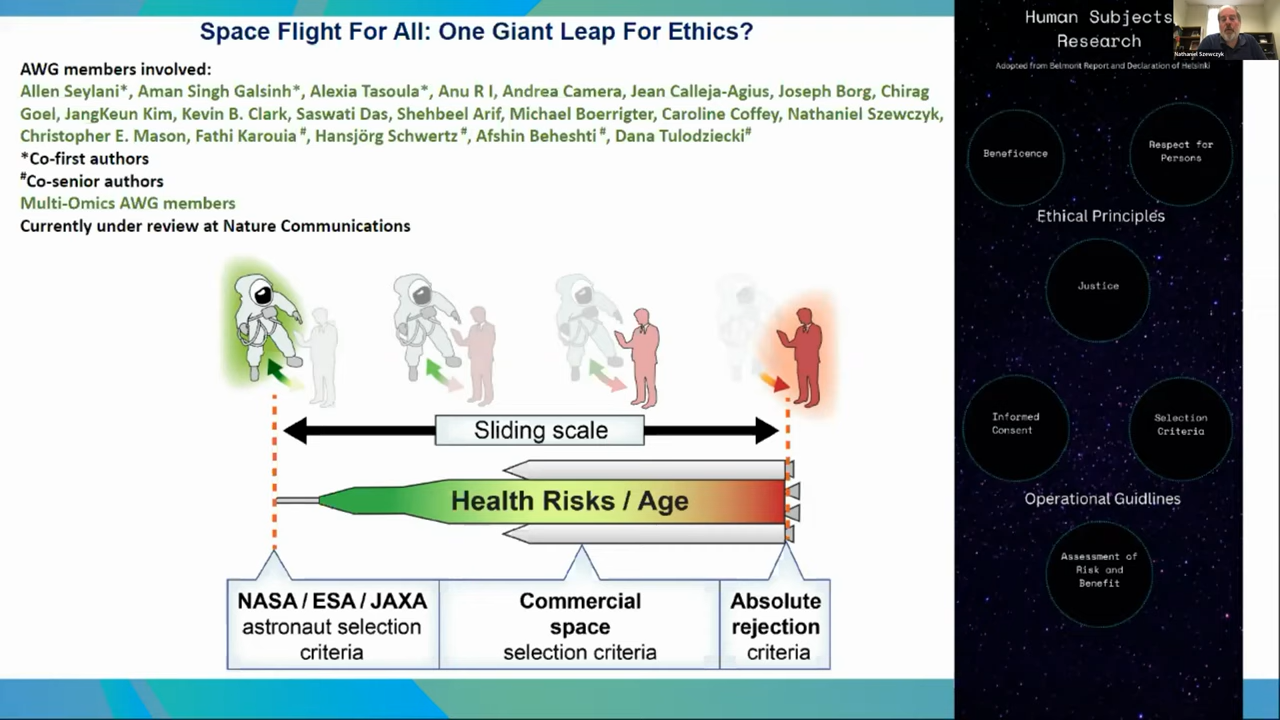 Space Flight For All: One Giant Leap For Ethics?
AWG members involved:
Allen Seylani*, Aman Singh Galsinh*, Alexia Tasoula*, Anu R I, Andrea Camera, Jean Calleja-Agius, Joseph Borg, Chirag
Goel, JangKeun Kim, Kevin B. Clark, Saswati Das, Shehbeel Arif, Michael Boerrigter, Caroline Coffey, Nathaniel Szewczyk,
Christopher E. Mason, Fathi Karouia #, Hansjörg Schwertz #, Afshin Beheshti #, Dana Tulodziecki#
*Co-first authors
#Co-senior authors
Multi-Omics AWG members
Currently under review at Nature Communications
Sliding scale
Health Risks / Age
NASA / ESA / JAXA
astronaut selection
criteria
Commercial
space
selection criteria
Absolute
rejection
criteria
Human Subjects
Research
Adopted from Belmont Report and Declaration of Helsinki
Beneficence
Respect for
Persons
Ethical Principles
Justice
Informed
Consent
Selection
Criteria
Operational Guidlines
Assessment of
Risk and
Benefit
Nathaniel Szewczyk